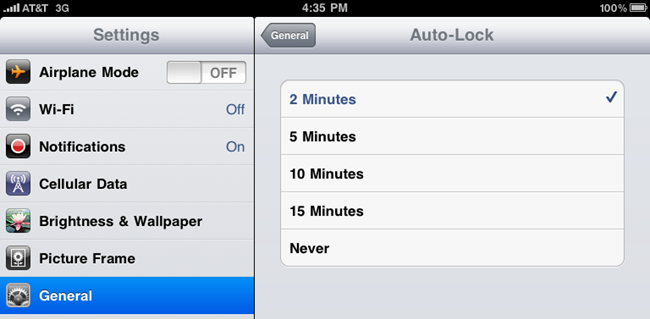 AT&T 3G 4:35 PM 100%
Settings
Airplane Mode OFF
Wi-Fi Off
Notifications On
Cellular Data
Brightness & Wallpaper
Picture Frame
General
General Auto-Lock
2 Minutes
5 Minutes
10 Minutes
15 Minutes
Never